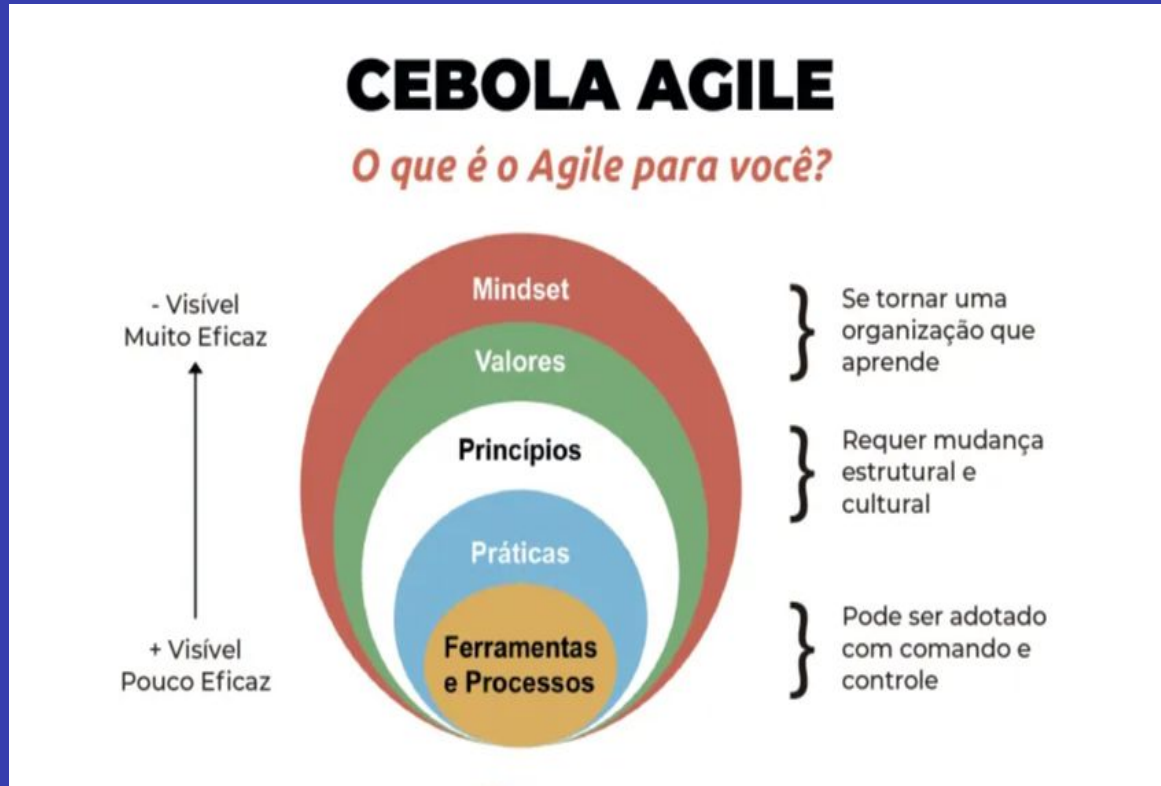 CEBOLA AGILE
O que é o Agile para você?
- Visível
Muito Eficaz
+ Visível
Pouco Eficaz
Mindset
Valores
Princípios
Práticas
Ferramentas
e Processos
Se tornar uma
organização que
aprende
Requer mudança
estrutural e
cultural
Pode ser adotado
com comando e
controle